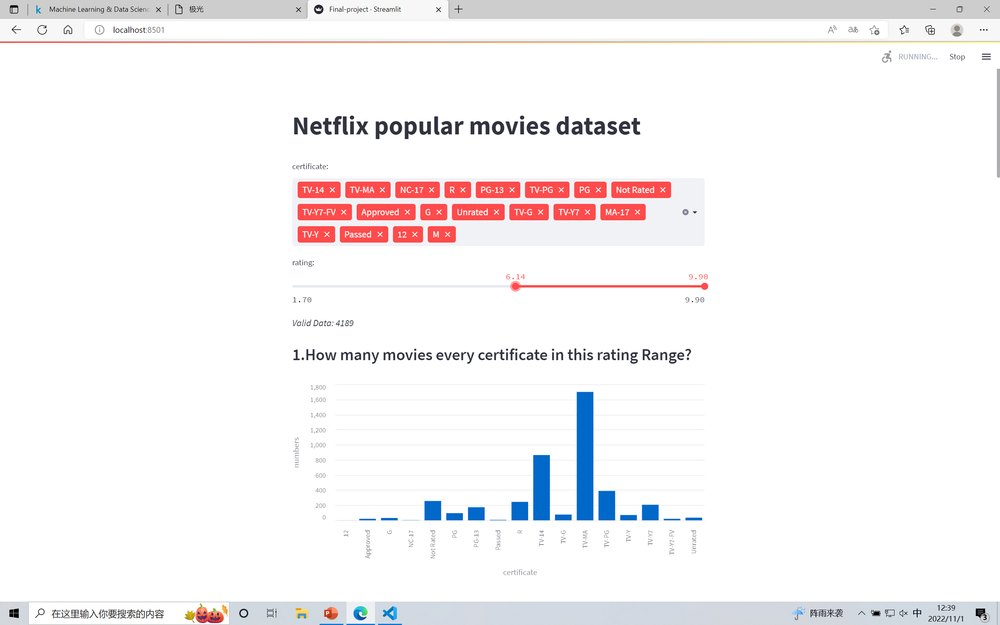 Machine Learning & Data Scienc
极光
Final-project · Streamlit
localhost:8501
RUNNING...
Stop
Netflix popular movies dataset
certificate:
TV-14 TV-MA NC-17 R PG-13 TV-PG PG Not Rated
TV-Y7-FV Approved G Unrated TV-G TV-Y7 MA-17
TV-Y Passed 12 M
rating:
6.14 9.90
1.70 9.90
Valid Data: 4189
1.How many movies every certificate in this rating Range?
1,800
1,600
1,400
1,200
1,000
800
600
400
200
0
numbers
12 Approved G NC-17 Not Rated PG PG-13 Passed R TV-14 TV-G TV-MA TV-PG TV-Y TV-Y7 TV-Y7-FV Unrated
certificate
在这里输入你要搜索的内容
阵雨来袭
中
12:39
2022/11/1
3